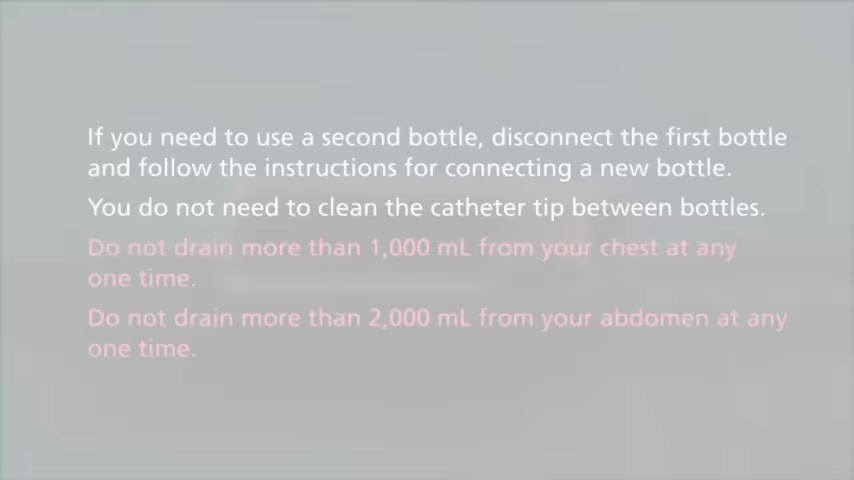 If you need to use a second bottle, disconnect the first bottle
and follow the instructions for connecting a new bottle.
You do not need to clean the catheter tip between bottles.
Do not drain more than 1,000 mL from your chest at any
one time.
Do not drain more than 2,000 mL from your abdomen at any
one time.